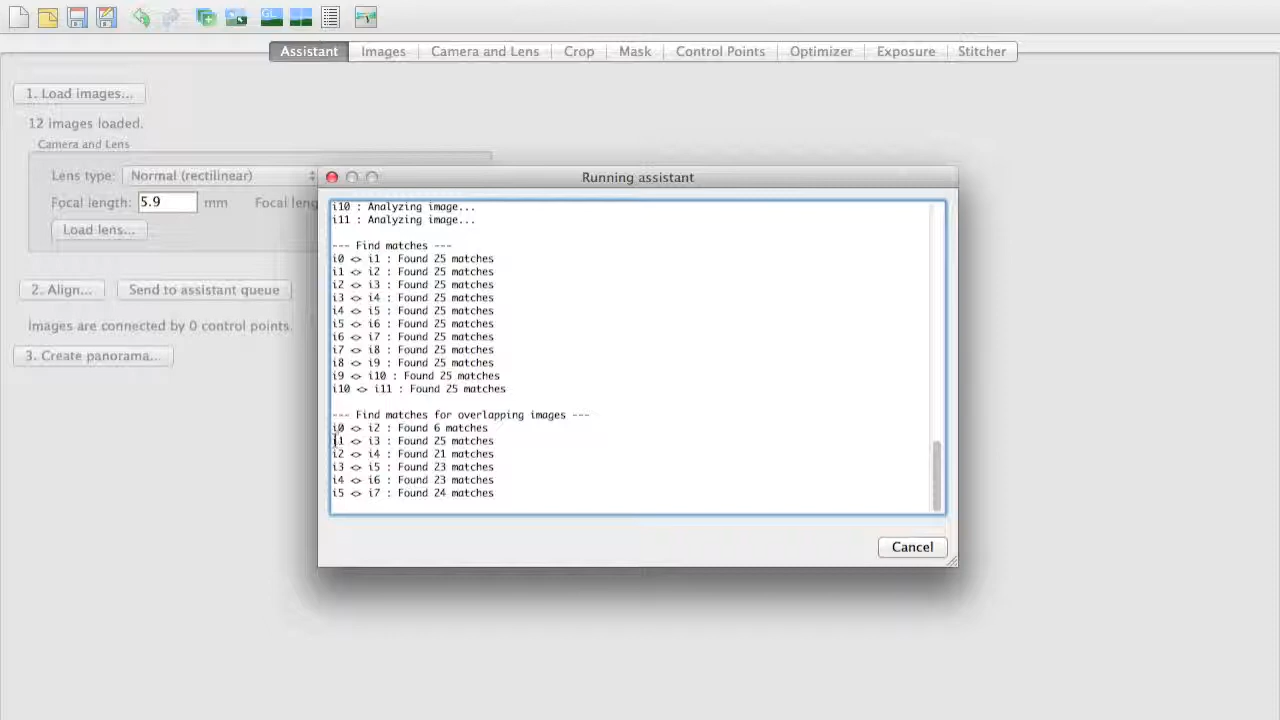 Assistant Images Camera and Lens Crop Mask Control Points Optimizer Exposure Stitcher
1. Load images...
12 images loaded.
Camera and Lens
Lens type: Normal (rectilinear)
Focal length: 5.9 mm Focal leng
Load lens...
2. Align... Send to assistant queue
Images are connected by 0 control points.
3. Create panorama...
Running assistant
i10 : Analyzing image...
i11 : Analyzing image...
--- Find matches ---
i0 <> i1 : Found 25 matches
i1 <> i2 : Found 25 matches
i2 <> i3 : Found 25 matches
i3 <> i4 : Found 25 matches
i4 <> i5 : Found 25 matches
i5 <> i6 : Found 25 matches
i6 <> i7 : Found 25 matches
i7 <> i8 : Found 25 matches
i8 <> i9 : Found 25 matches
i9 <> i10 : Found 25 matches
i10 <> i11 : Found 25 matches
--- Find matches for overlapping images ---
i0 <> i2 : Found 6 matches
i1 <> i3 : Found 25 matches
i2 <> i4 : Found 21 matches
i3 <> i5 : Found 23 matches
i4 <> i6 : Found 23 matches
i5 <> i7 : Found 24 matches
Cancel